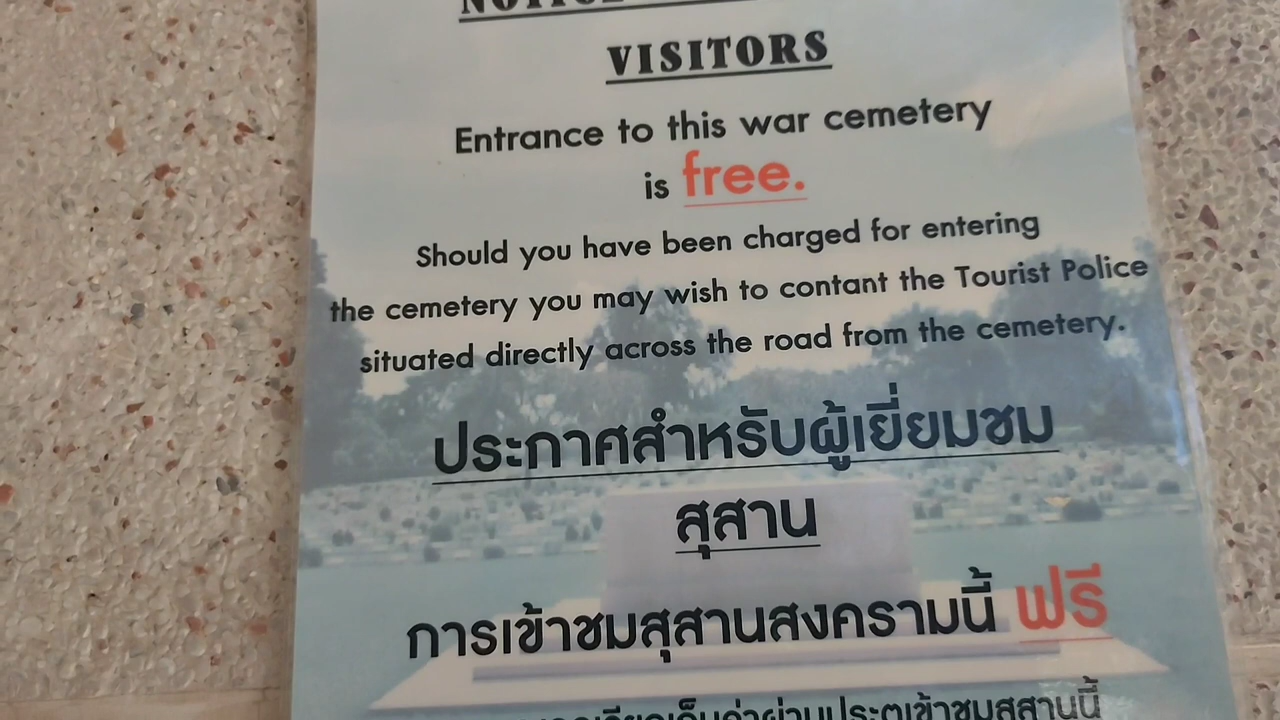 NOTICE
VISITORS
Entrance to this war cemetery
is free.
Should you have been charged for entering
the cemetery you may wish to contant the Tourist Police
situated directly across the road from the cemetery.
ประกาศสำหรับผู้เยี่ยมชม
สุสาน
การเข้าชมสุสานสงครามนี้ ฟรี